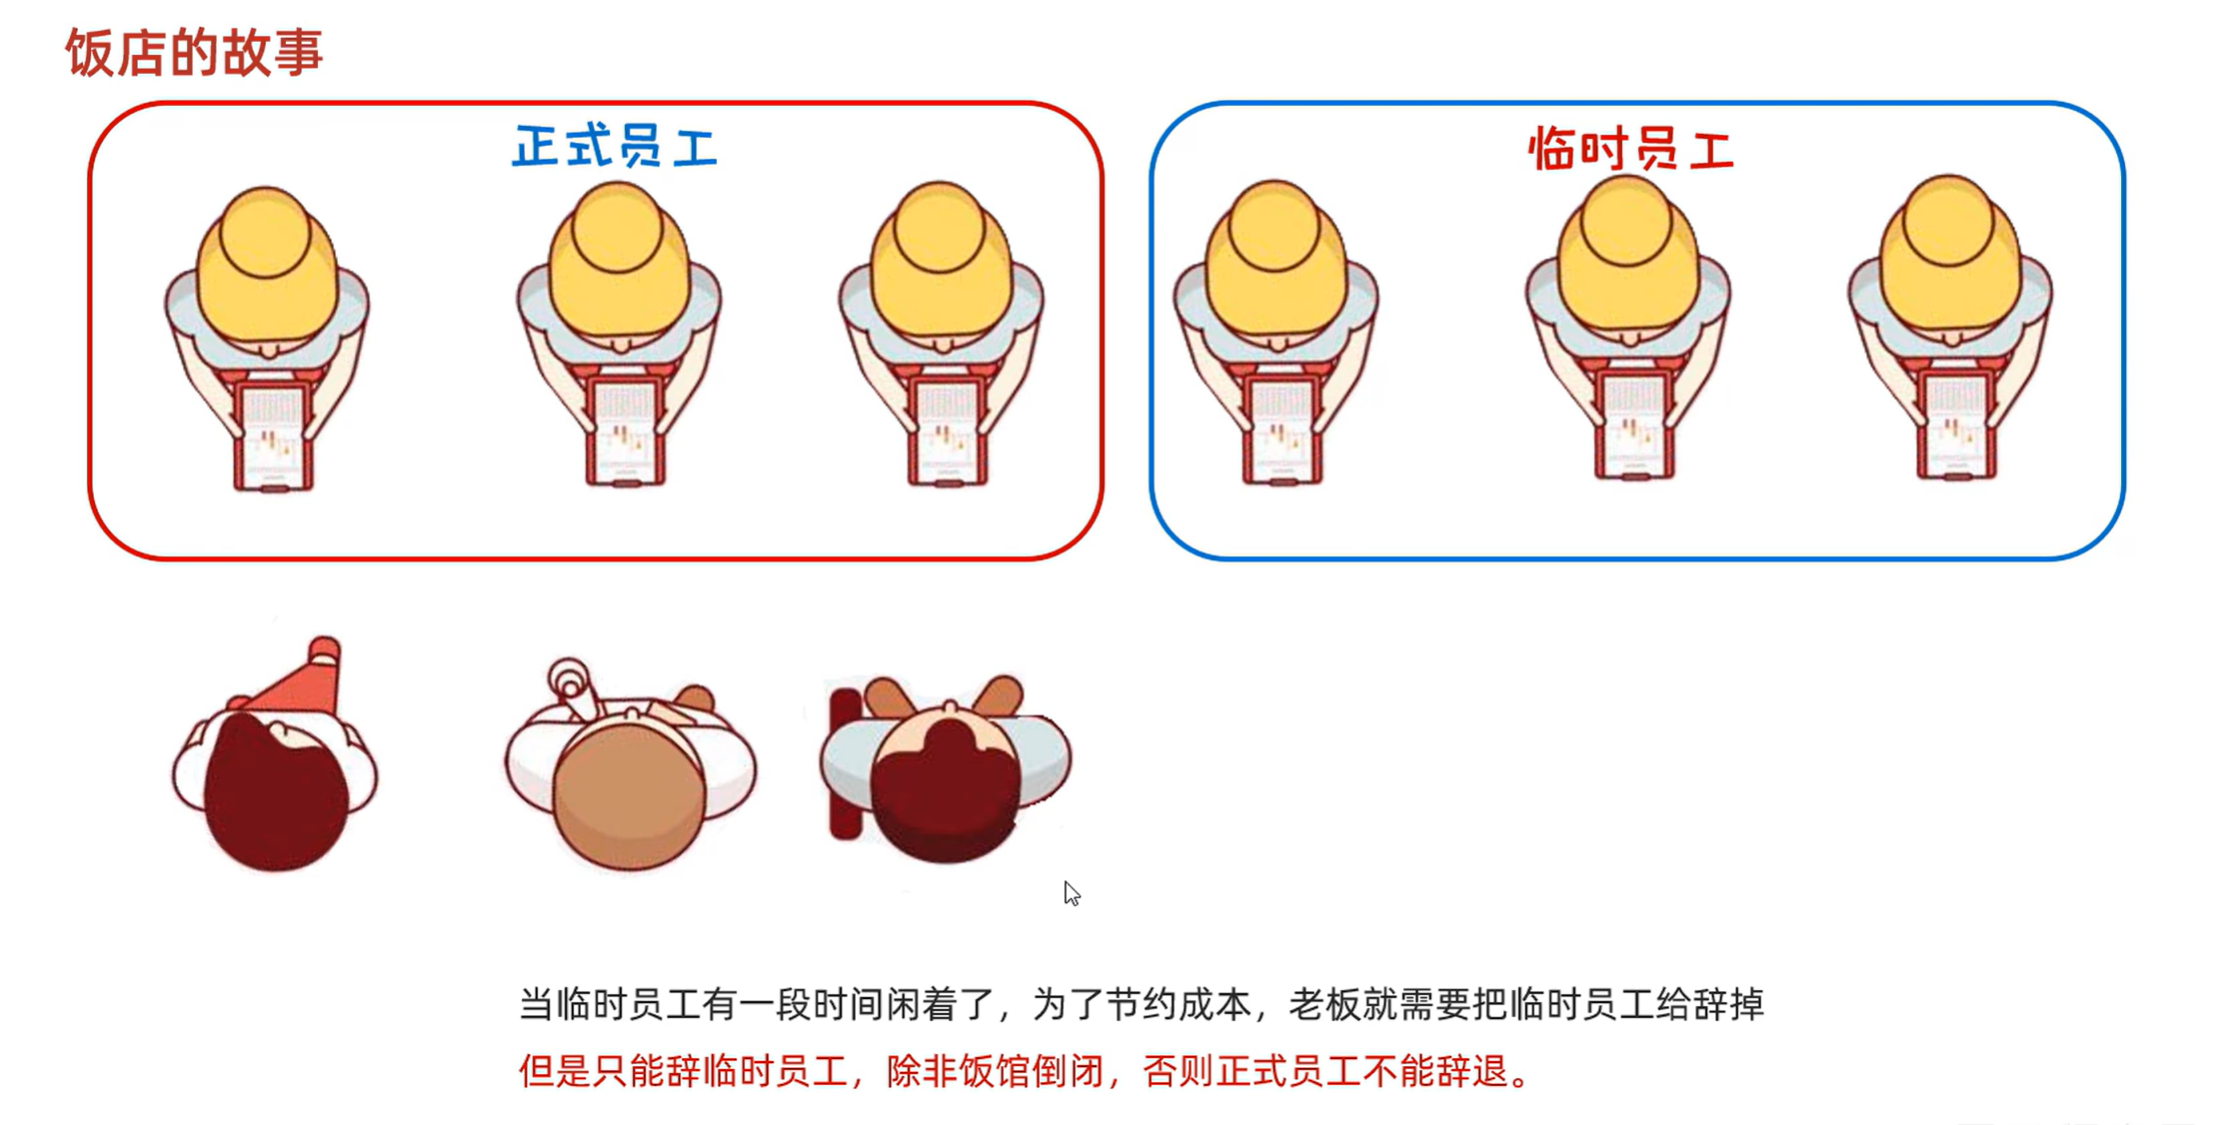 饭店的故事
正式员工
临时员工
当临时员工有一段时间闲着了，为了节约成本，老板就需要把临时员工给辞掉
但是只能辞临时员工，除非饭馆倒闭，否则正式员工不能辞退。